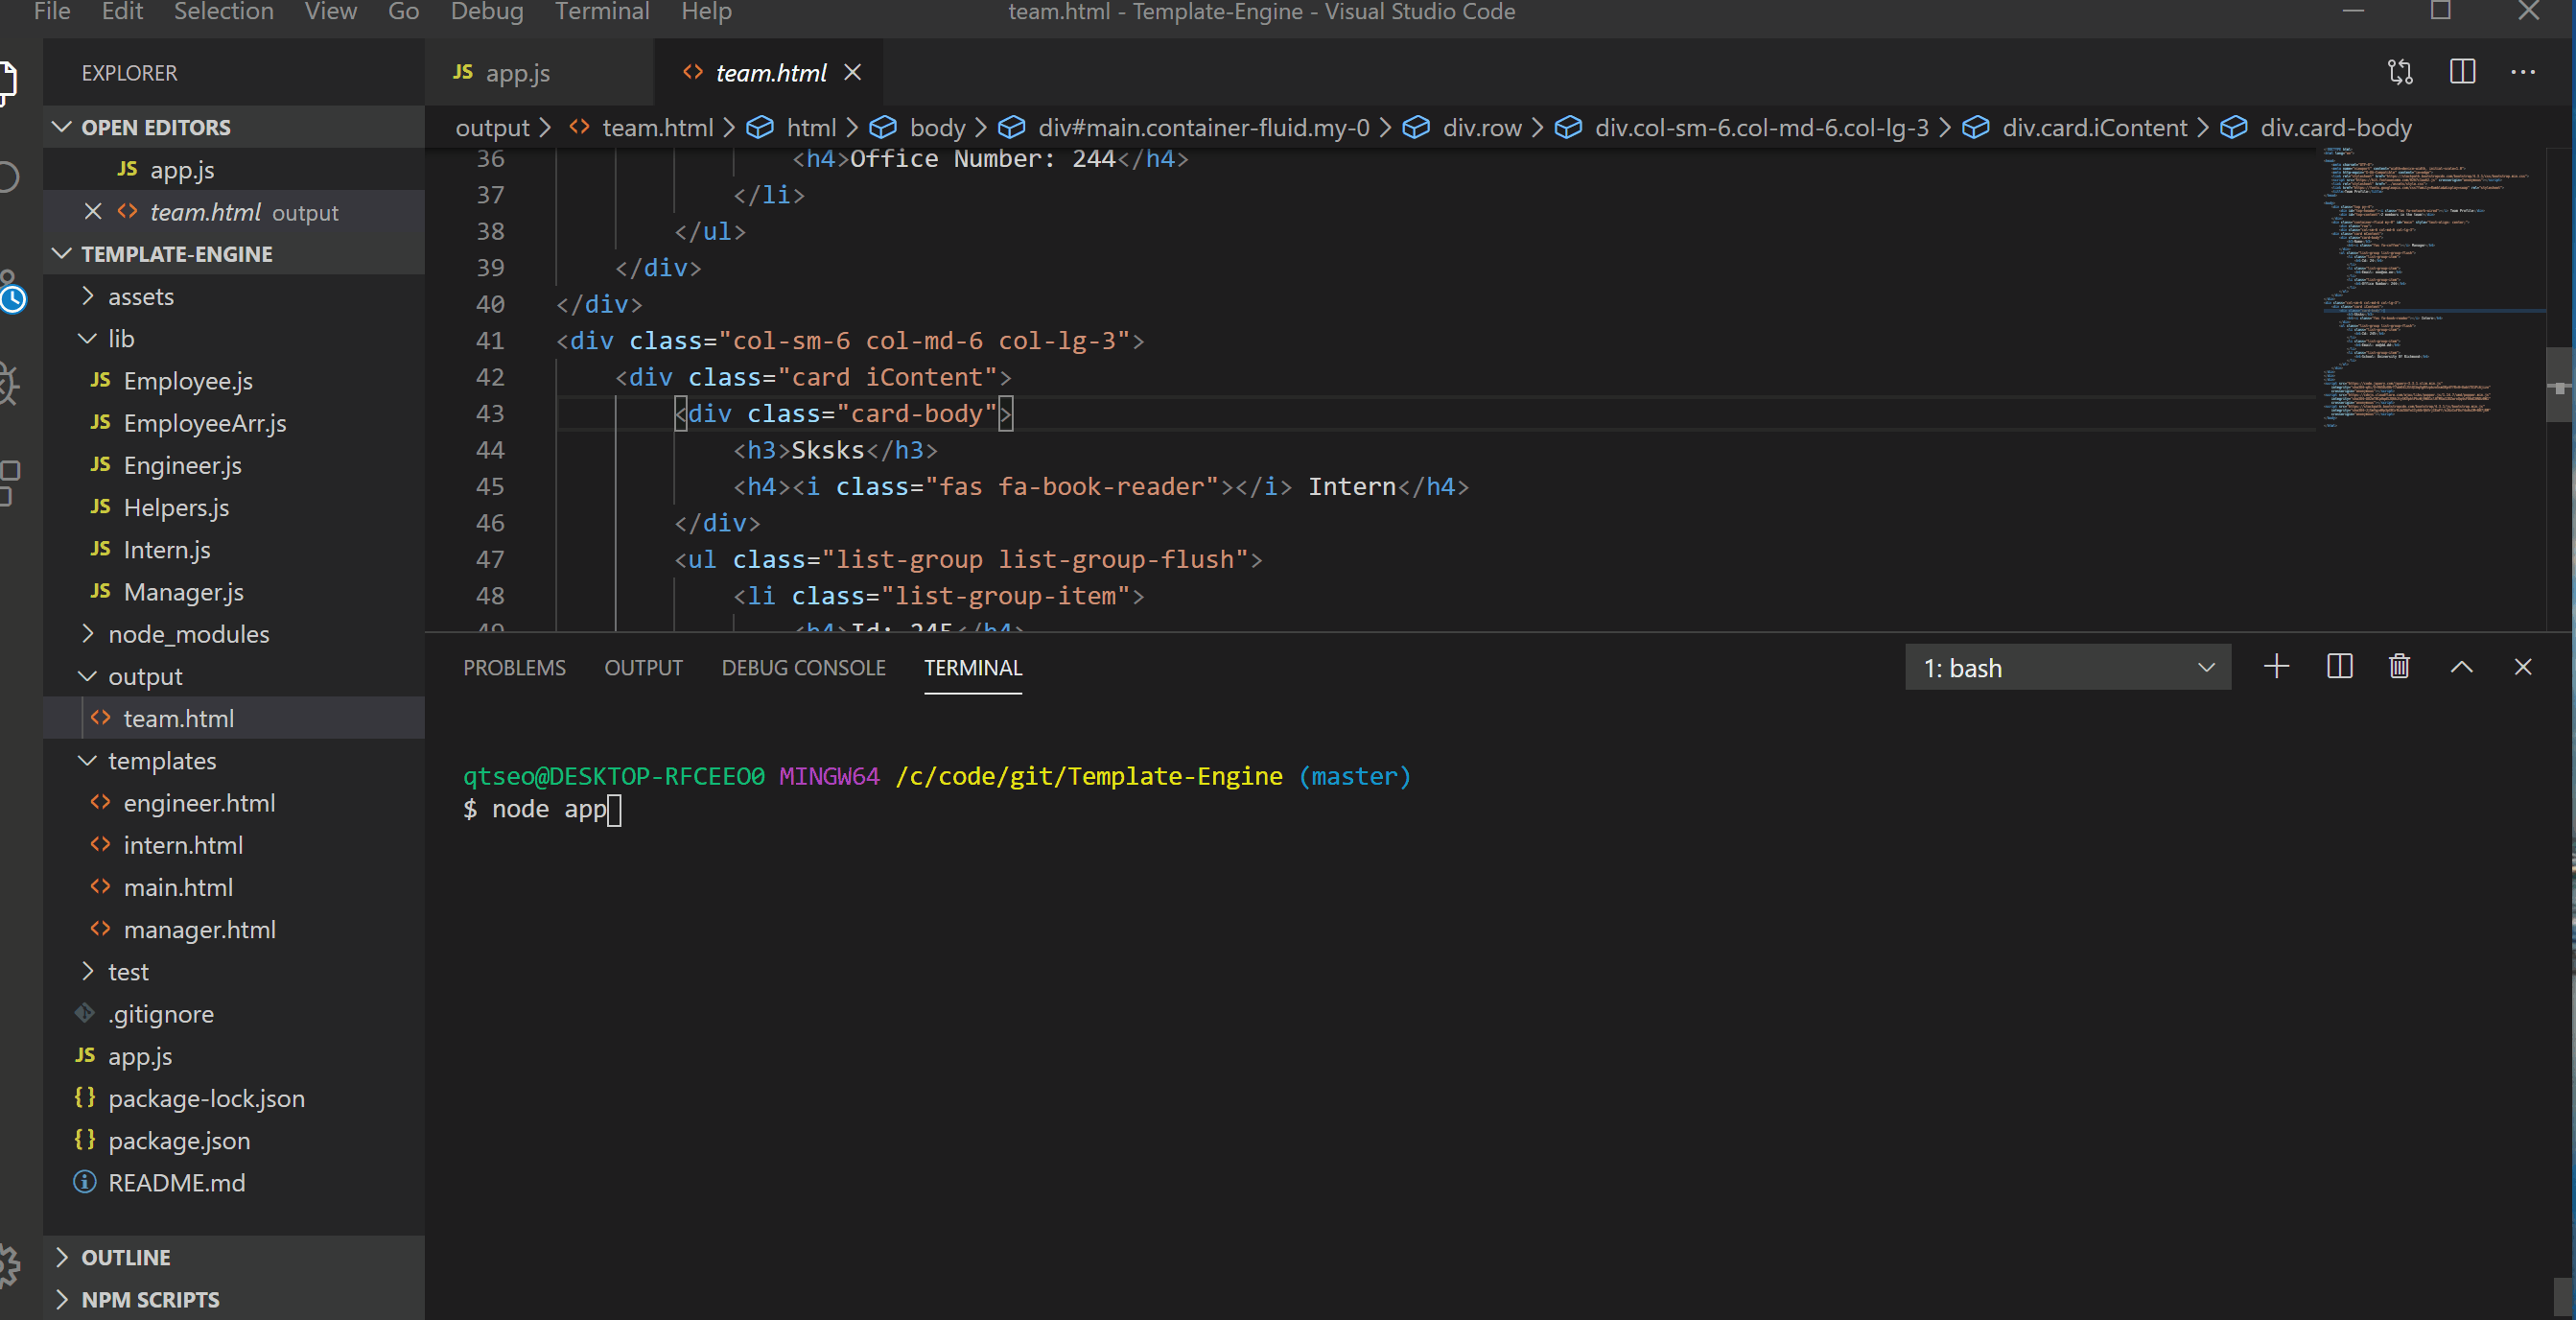 File Edit Selection View Go Debug Terminal Help team.html - Template-Engine - Visual Studio Code
EXPLORER
OPEN EDITORS
JS app.js
team.html output
TEMPLATE-ENGINE
assets
lib
JS Employee.js
JS EmployeeArr.js
JS Engineer.js
JS Helpers.js
JS Intern.js
JS Manager.js
node_modules
output
<> team.html
templates
<> engineer.html
<> intern.html
<> main.html
<> manager.html
test
.gitignore
JS app.js
{} package-lock.json
{} package.json
README.md
OUTLINE
NPM SCRIPTS
JS app.js <> team.html
output > <> team.html > html > body > div#main.container-fluid.my-0 > div.row > div.col-sm-6.col-md-6.col-lg-3 > div.card.iContent > div.card-body
36 <h4>Office Number: 244</h4>
37 </li>
38 </ul>
39 </div>
40 </div>
41 <div class="col-sm-6 col-md-6 col-lg-3">
42 <div class="card iContent">
43 <div class="card-body">
44 <h3>Sksks</h3>
45 <h4><i class="fas fa-book-reader"></i> Intern</h4>
46 </div>
47 <ul class="list-group list-group-flush">
48 <li class="list-group-item">
49 <h4>Id: 245</h4>
PROBLEMS OUTPUT DEBUG CONSOLE TERMINAL 1: bash
qtseo@DESKTOP-RFCEEO0 MINGW64 /c/code/git/Template-Engine (master)
$ node app